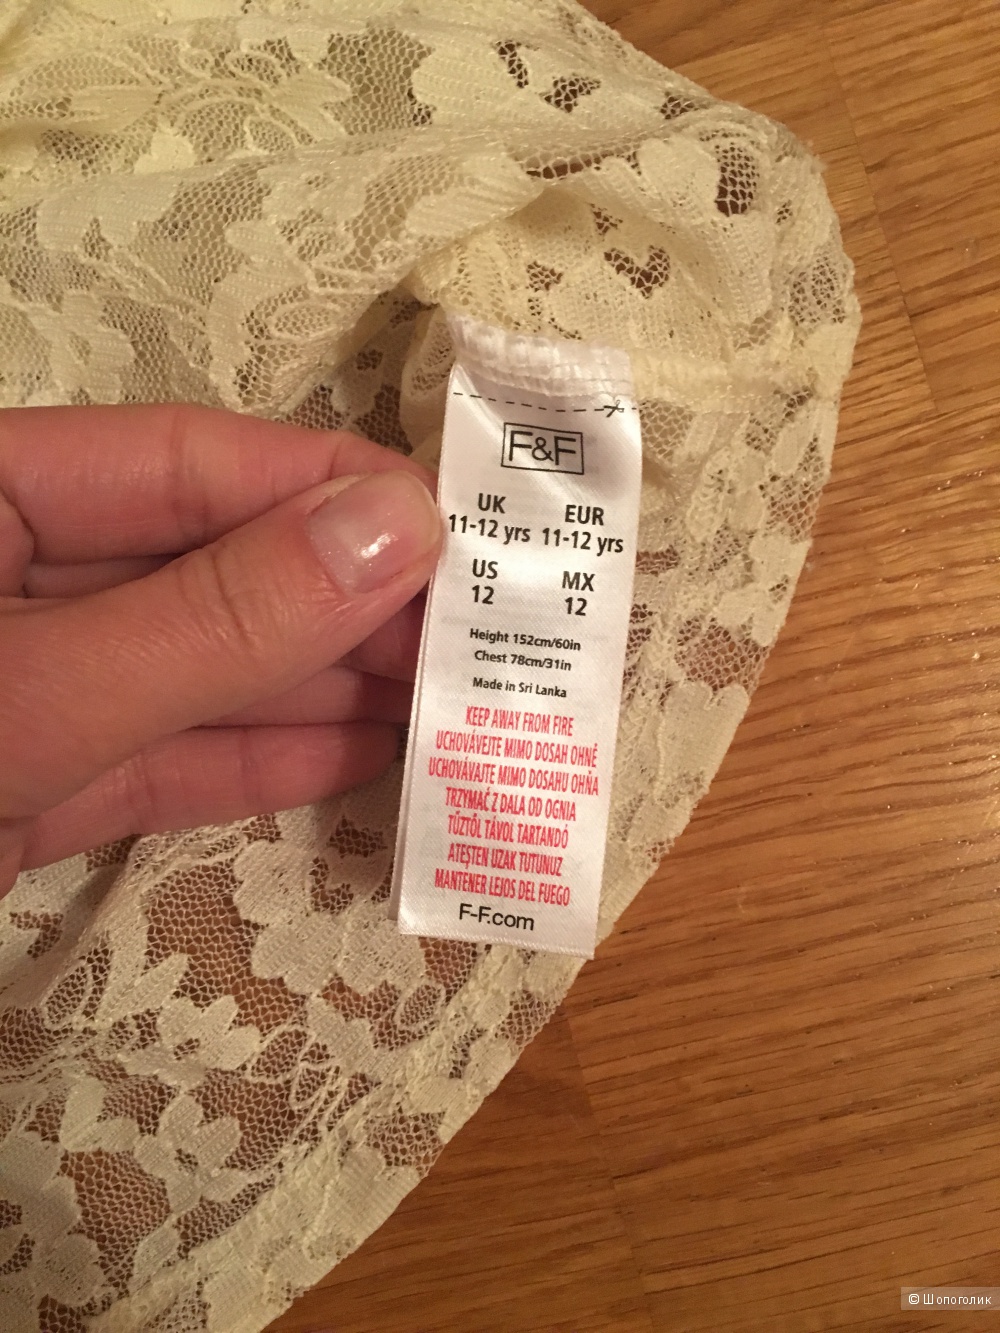 F&F
UK EUR
11-12 yrs 11-12 yrs
US MX
12 12
Height 152cm/60in
Chest 78cm/31in
Made in Sri Lanka
KEEP AWAY FROM FIRE
UCHOVÁVEJTE MIMO DOSAH OHNĚ
UCHOVÁVAJTE MIMO DOSAHU OHŇA
TRZYMAĆ Z DALA OD OGNIA
TŰZTŐL TÁVOL TARTANDÓ
ATEŞTEN UZAK TUTUNUZ
MANTENER LEJOS DEL FUEGO
F-F.com
© Шопоголик